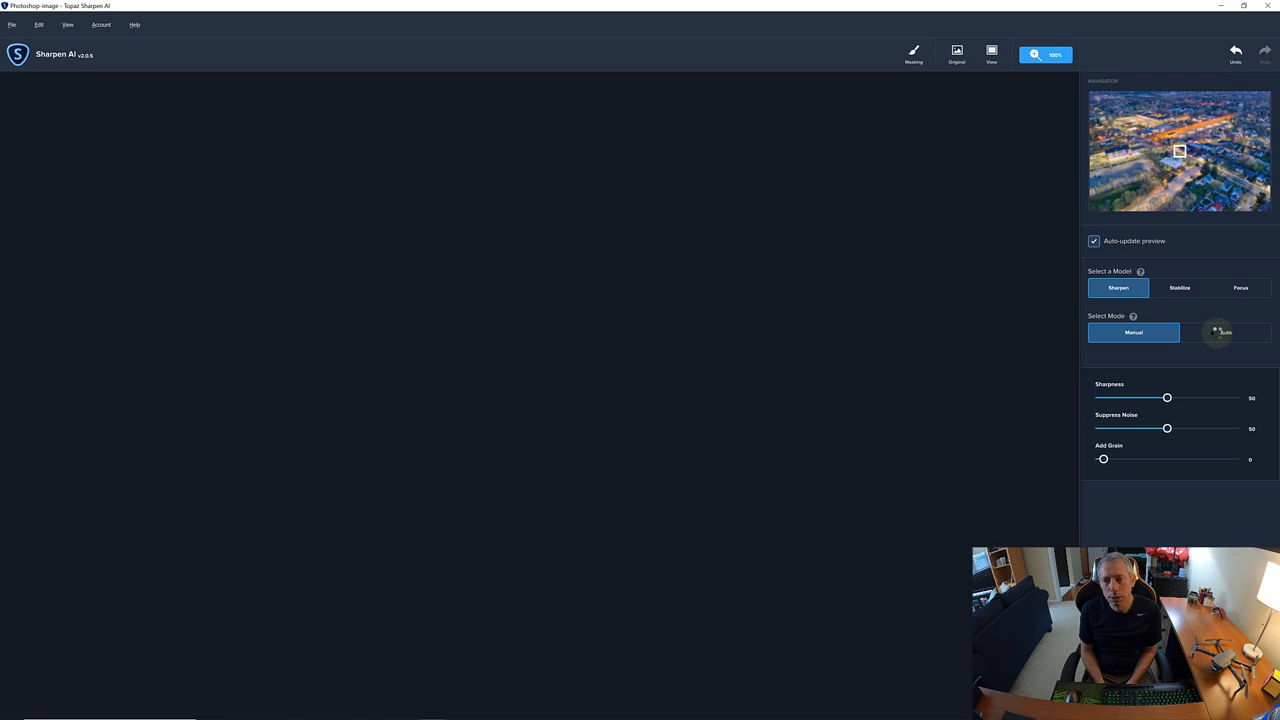 Photoshop-image - Topaz Sharpen AI
File Edit View Account Help
S Sharpen AI v2.0.5
Masking Original View 100% Undo Redo
NAVIGATOR
Auto-update preview
Select a Model ?
Sharpen Stabilize Focus
Select Mode ?
Manual Auto
Sharpness
50
Suppress Noise
50
Add Grain
0